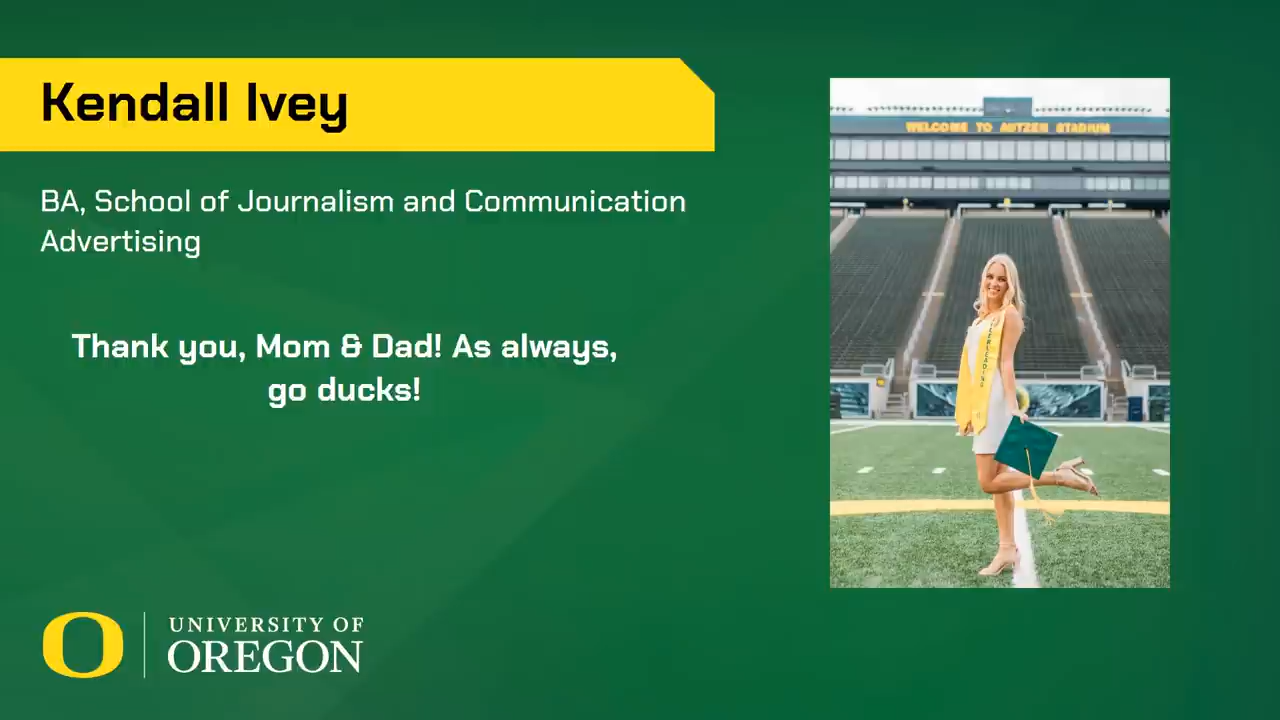 Kendall Ivey
BA, School of Journalism and Communication
Advertising
Thank you, Mom & Dad! As always,
go ducks!
WELCOME TO AUTZEN STADIUM
CHEERLEADING
UNIVERSITY OF
OREGON